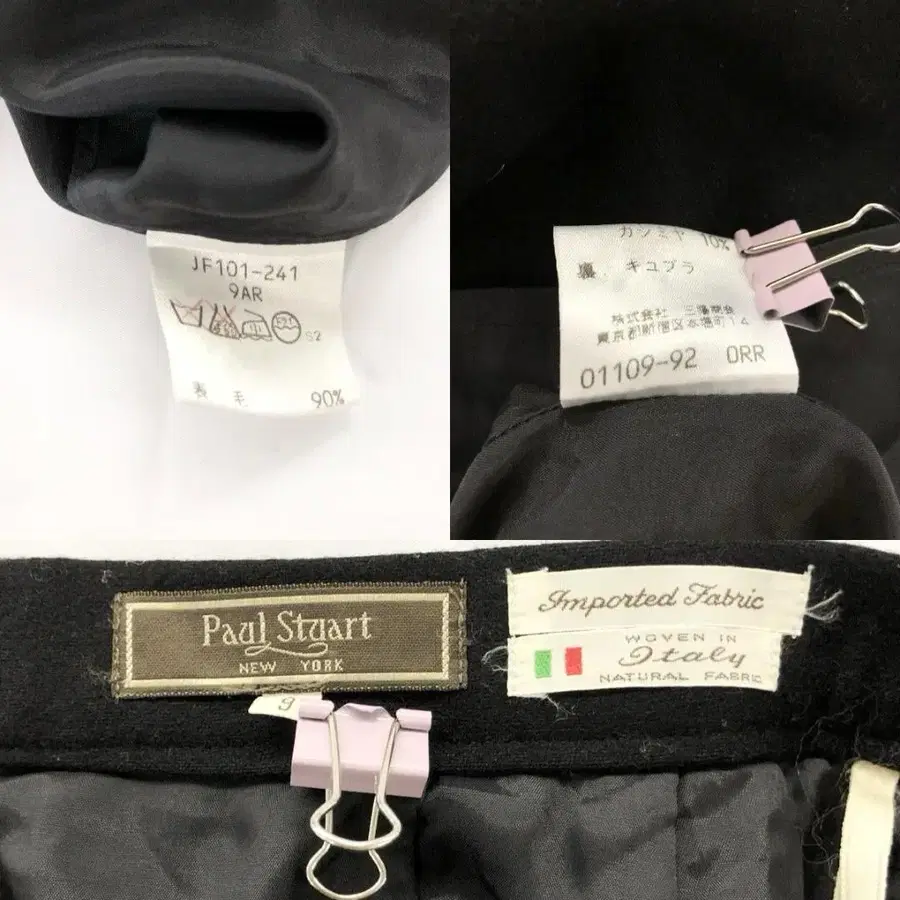 JF101-241
9AR
52
表 毛 90%
カシミヤ 10%
裏 キュプラ
株式会社 三陽商会
東京都新宿区本塩町14
01109-92 ORR
Paul Stuart
NEW YORK
9
Imported Fabric
WOVEN IN
Italy
NATURAL FABRIC